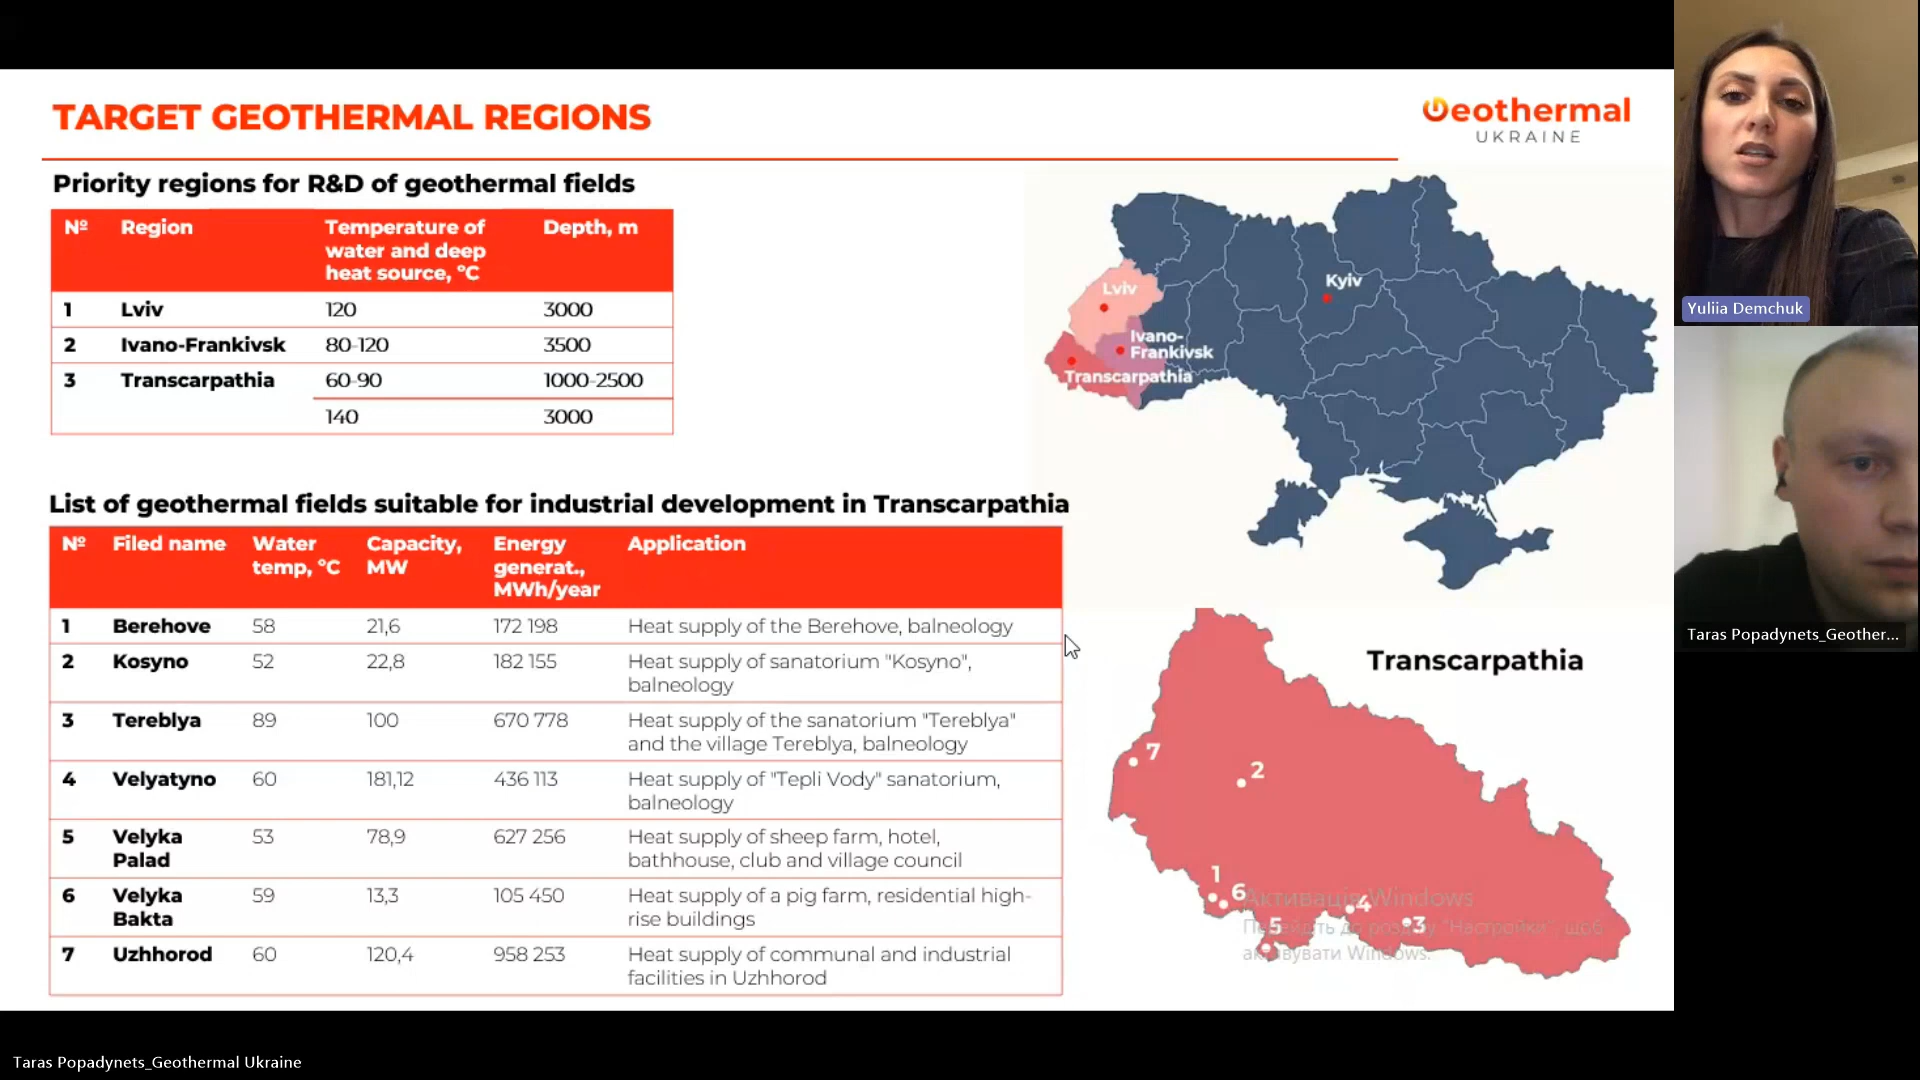 TARGET GEOTHERMAL REGIONS
Geothermal
UKRAINE
Priority regions for R&D of geothermal fields
Nº Region Temperature of water and deep heat source, ºC Depth, m
1 Lviv 120 3000
2 Ivano-Frankivsk 80-120 3500
3 Transcarpathia 60-90 1000-2500
140 3000
Kyiv
Lviv
Ivano-
Frankivsk
Transcarpathia
List of geothermal fields suitable for industrial development in Transcarpathia
Nº Filed name Water temp, ºC Capacity, MW Energy generat., MWh/year Application
1 Berehove 58 21,6 172 198 Heat supply of the Berehove, balneology
2 Kosyno 52 22,8 182 155 Heat supply of sanatorium "Kosyno",
balneology
3 Tereblya 89 100 670 778 Heat supply of the sanatorium "Tereblya"
and the village Tereblya, balneology
4 Velyatyno 60 181,12 436 113 Heat supply of "Tepli Vody" sanatorium,
balneology
5 Velyka Palad 53 78,9 627 256 Heat supply of sheep farm, hotel,
bathhouse, club and village council
6 Velyka Bakta 59 13,3 105 450 Heat supply of a pig farm, residential high-
rise buildings
7 Uzhhorod 60 120,4 958 253 Heat supply of communal and industrial
facilities in Uzhhorod
Transcarpathia
7
2
1
6
4
5
3
Активація Windows
Перейдіть до розділу "Настройки", щоб
активувати Windows.
Yuliia Demchuk
Taras Popadynets_Geother...
Taras Popadynets_Geothermal Ukraine